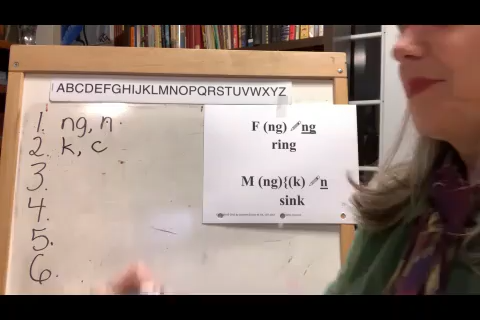 ABCDEFGHIJKLMNOPQRSTUVWXYZ
1. ng, n
2. k, c
3.
4.
5.
6.
F (ng) ✏ng
ring
M (ng){(k) ✏n
sink